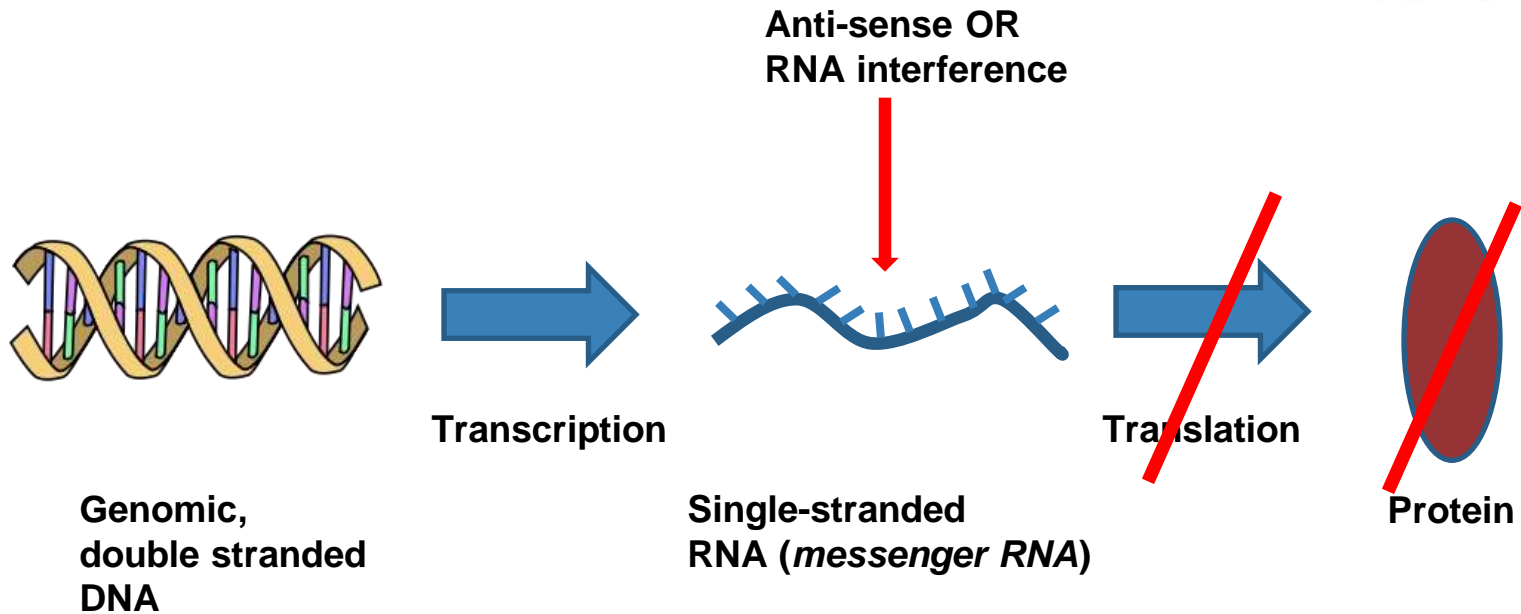 Anti-sense OR
RNA interference
Transcription
Translation
Genomic,
double stranded
DNA
Single-stranded
RNA (messenger RNA)
Protein